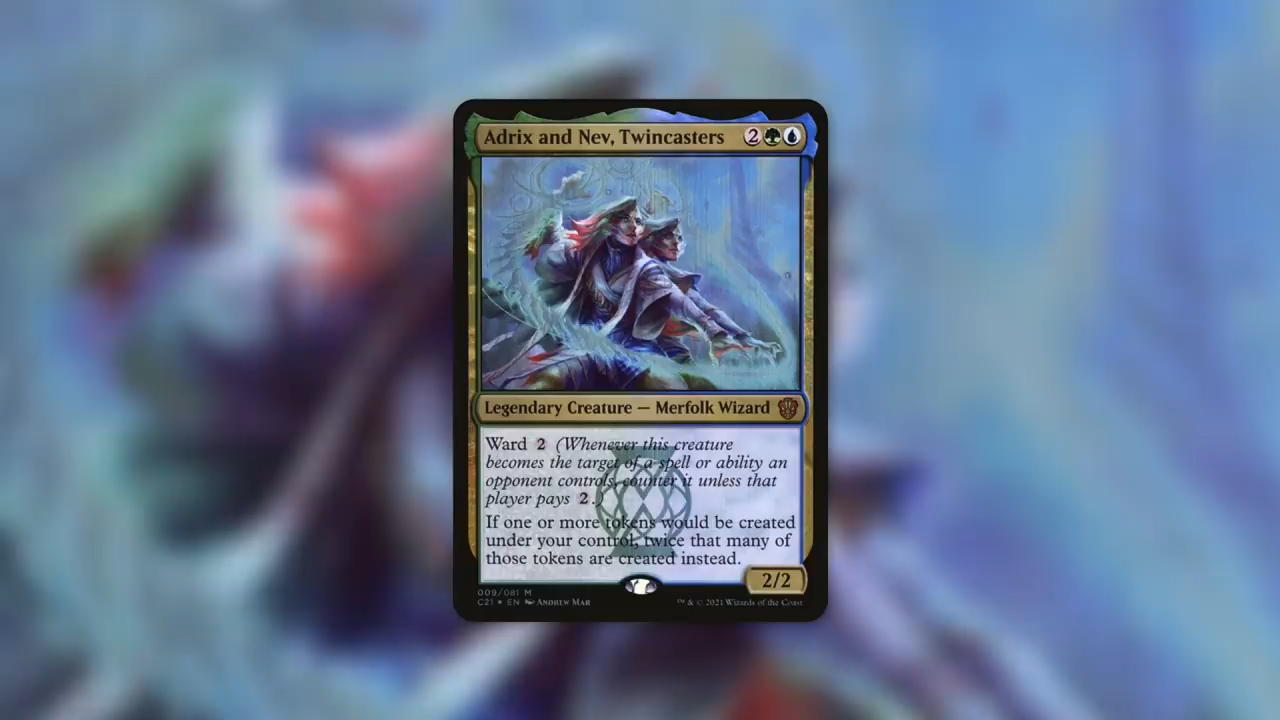 Adrix and Nev, Twincasters 2
Legendary Creature — Merfolk Wizard
Ward 2 (Whenever this creature
becomes the target of a spell or ability an
opponent controls, counter it unless that
player pays 2.)
If one or more tokens would be created
under your control, twice that many of
those tokens are created instead.
2/2
009/081 M
C21 ★ EN Andrew Mar
™ & © 2021 Wizards of the Coast